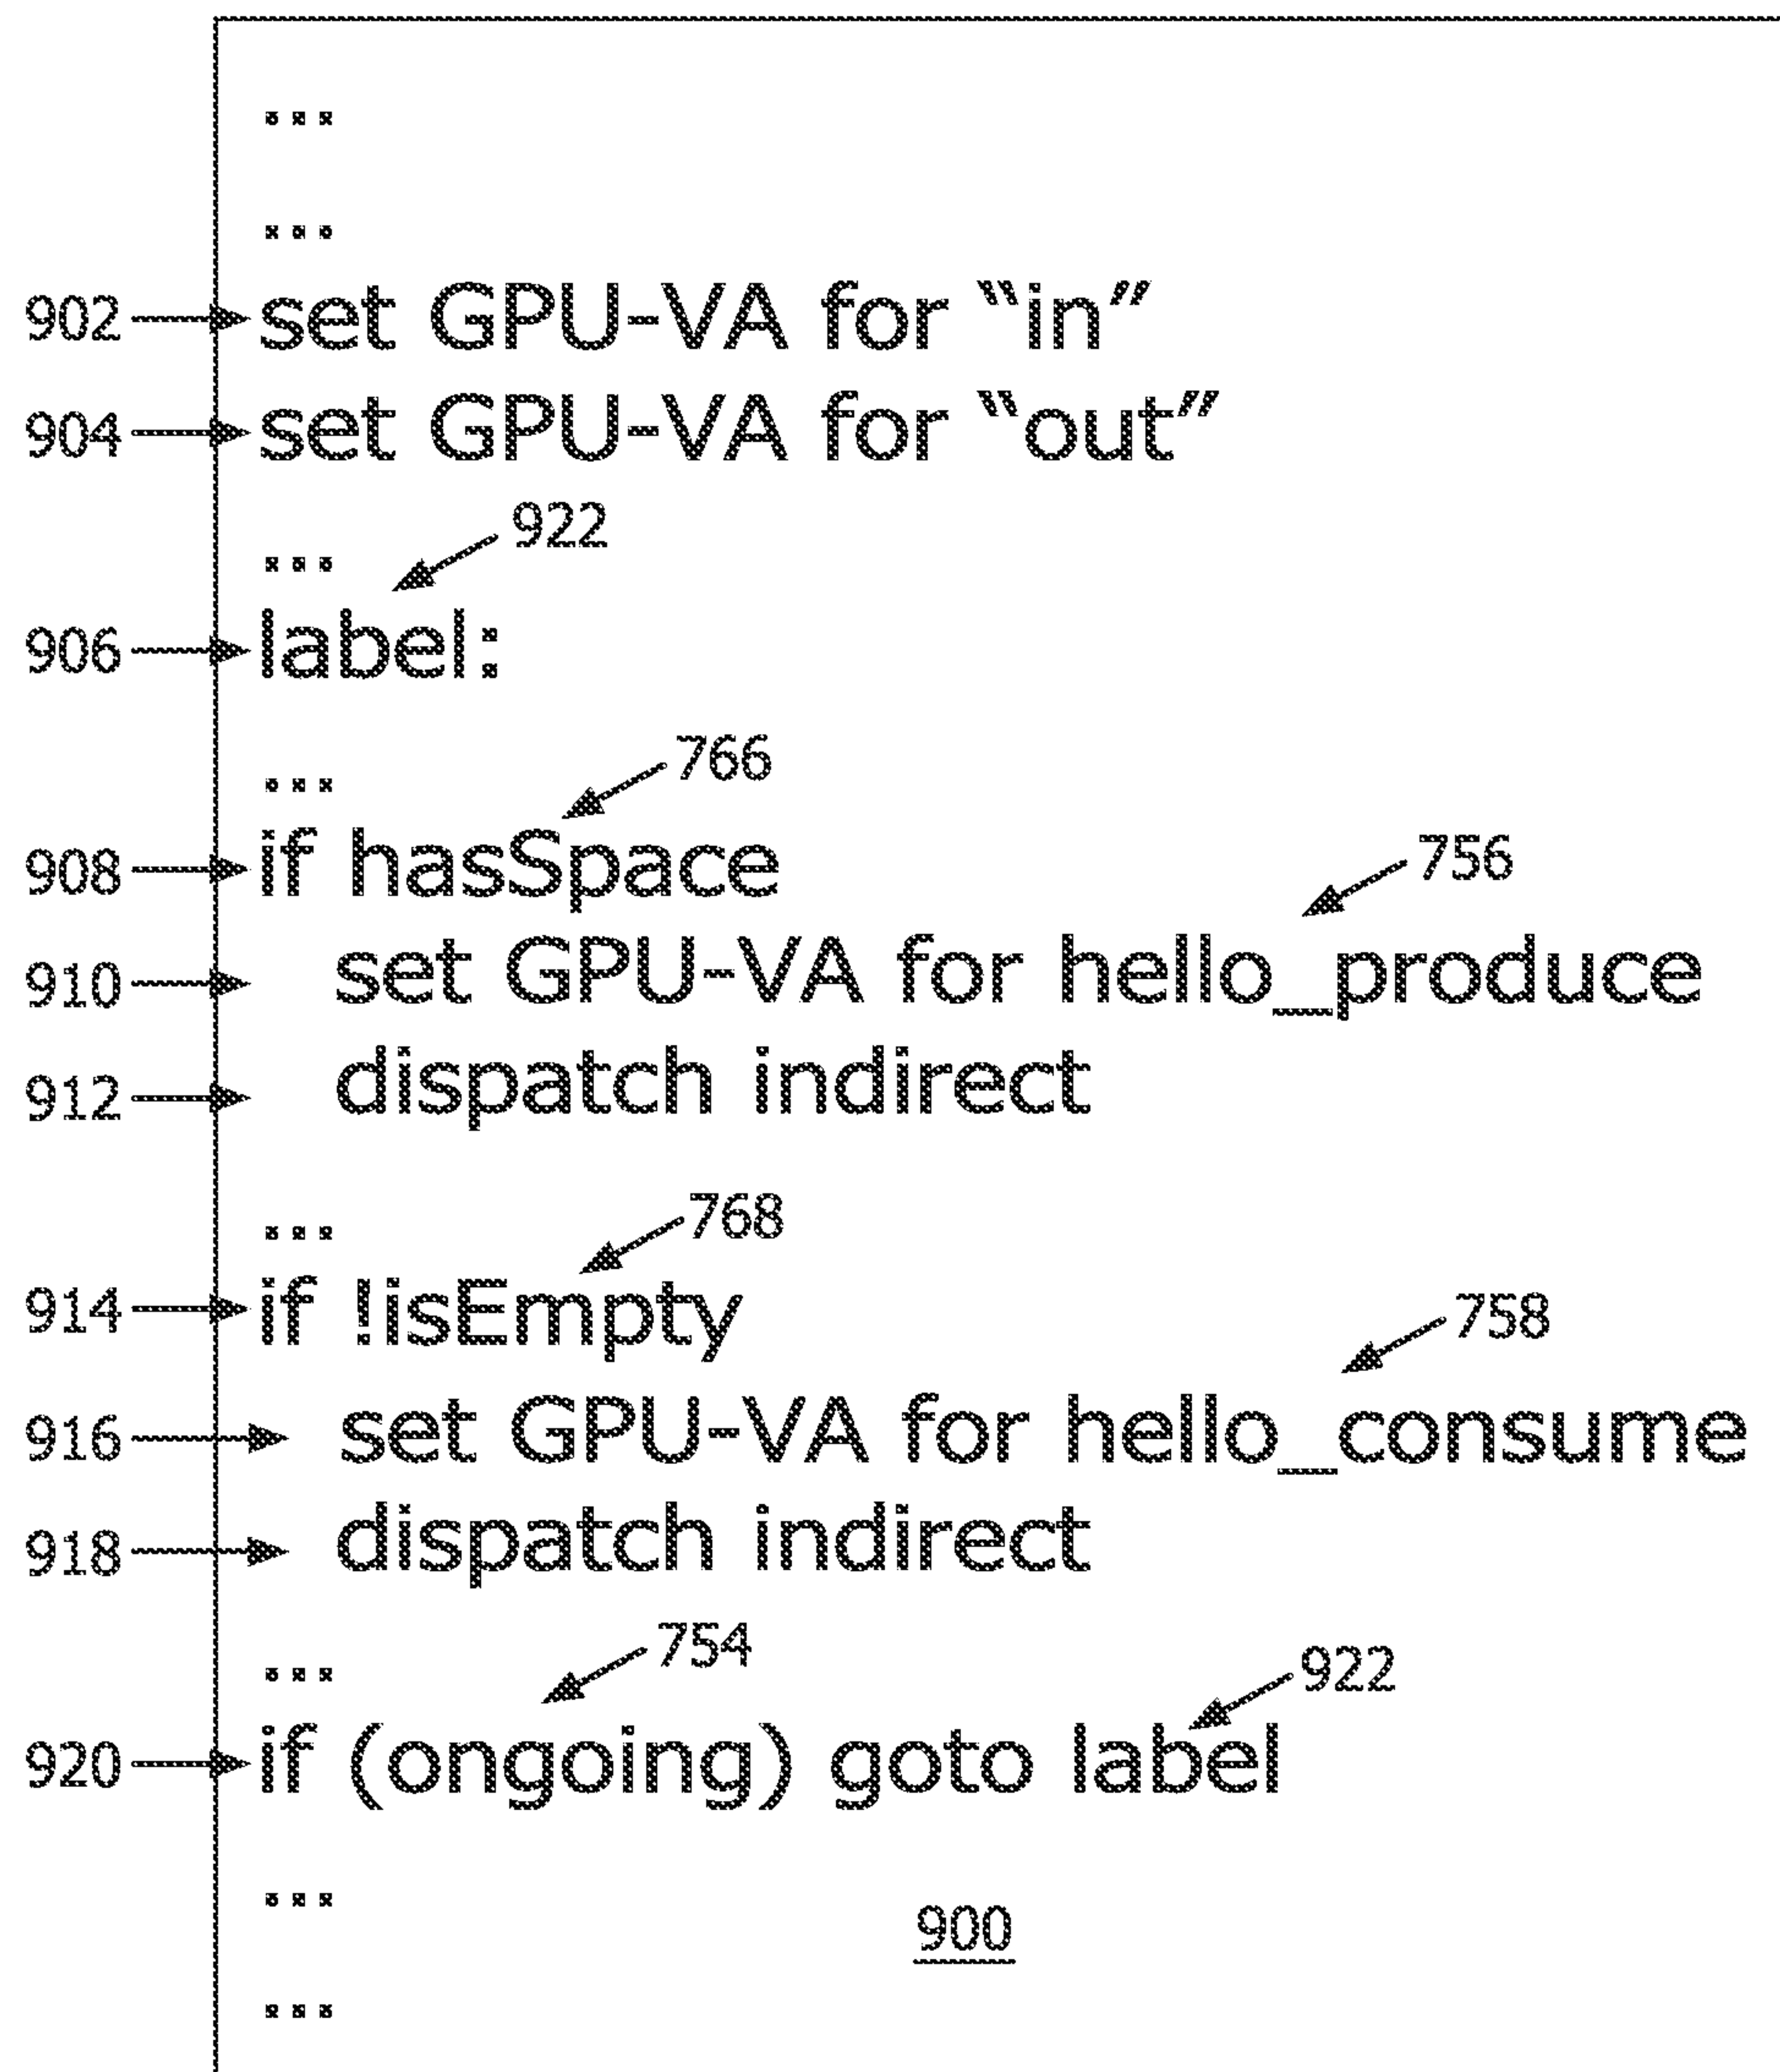 ...
...
902 set GPU-VA for “in”
904 set GPU-VA for “out”
... 922
906 label:
... 766
908 if hasSpace 756
910 set GPU-VA for hello_produce
912 dispatch indirect
... 768
914 if !isEmpty 758
916 set GPU-VA for hello_consume
918 dispatch indirect
... 754 922
920 if (ongoing) goto label
...
900
...